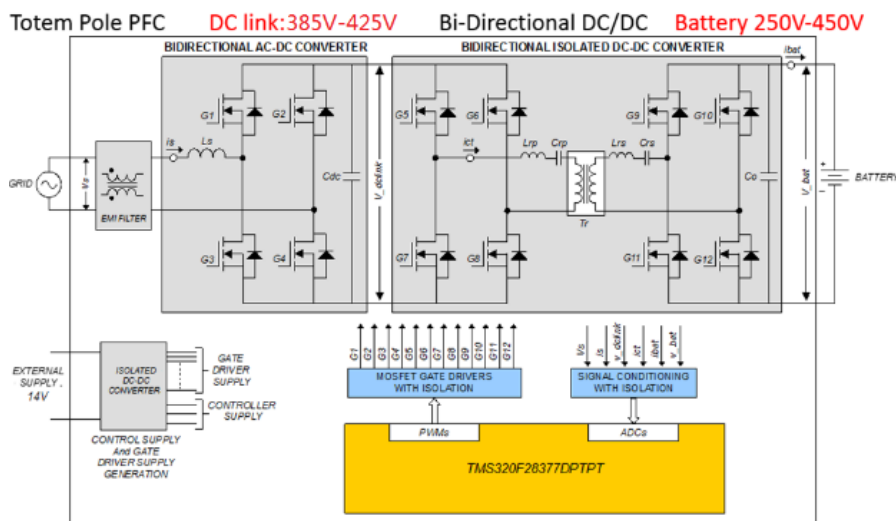 Totem Pole PFC DC link:385V-425V Bi-Directional DC/DC Battery 250V-450V
BIDIRECTIONAL AC-DC CONVERTER
BIDIRECTIONAL ISOLATED DC-DC CONVERTER
ibat
G1
G2
G5
G6
G9
G10
is
Ls
ict
Lrp
Crp
Lrs
Crs
GRID
Vs
EMI FILTER
Cdc
V_dclink
Tr
Co
V_bat
+
-
BATTERY
G3
G4
G7
G8
G11
G12
G1
G2
G3
G4
G5
G6
G7
G8
G9
G10
G11
G12
Vs
is
v_dclink
ict
ibat
v_bat
EXTERNAL
SUPPLY .
14V
ISOLATED
DC-DC
CONVERTER
GATE
DRIVER
SUPPLY
CONTROLLER
SUPPLY
CONTROL SUPPLY
And GATE
DRIVER SUPPLY
GENERATION
MOSFET GATE DRIVERS
WITH ISOLATION
SIGNAL CONDITIONING
WITH ISOLATION
PWMs
ADCs
TMS320F28377DPTPT